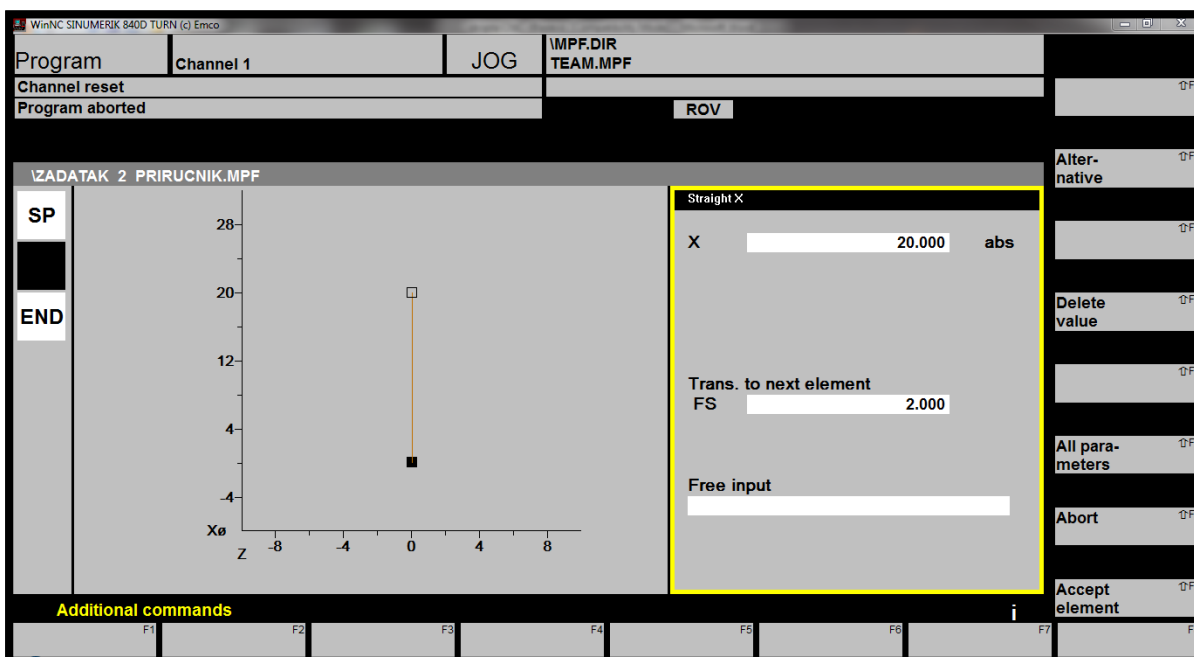 WinNC SINUMERIK 840D TURN (c) Emco
Program
Channel 1
JOG
\MPF.DIR
TEAM.MPF
Channel reset
Program aborted
ROV
\ZADATAK 2 PRIRUCNIK.MPF
SP
END
28
20
12
4
-4
Xø
Z
-8
-4
0
4
8
Straight X
X 20.000 abs
Trans. to next element
FS 2.000
Free input
⇧F
Alter-
native
⇧F
⇧F
Delete
value
⇧F
⇧F
All para-
meters
⇧F
Abort
⇧F
Accept
element
⇧F
Additional commands
i
F1
F2
F3
F4
F5
F6
F7
F